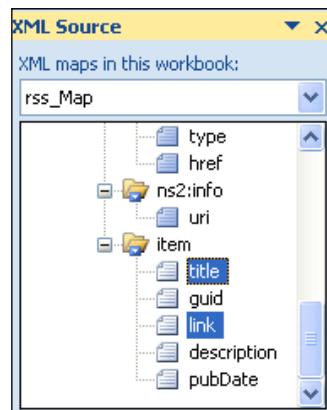 XML Source
XML maps in this workbook:
rss_Map
type
href
ns2:info
uri
item
title
guid
link
description
pubDate